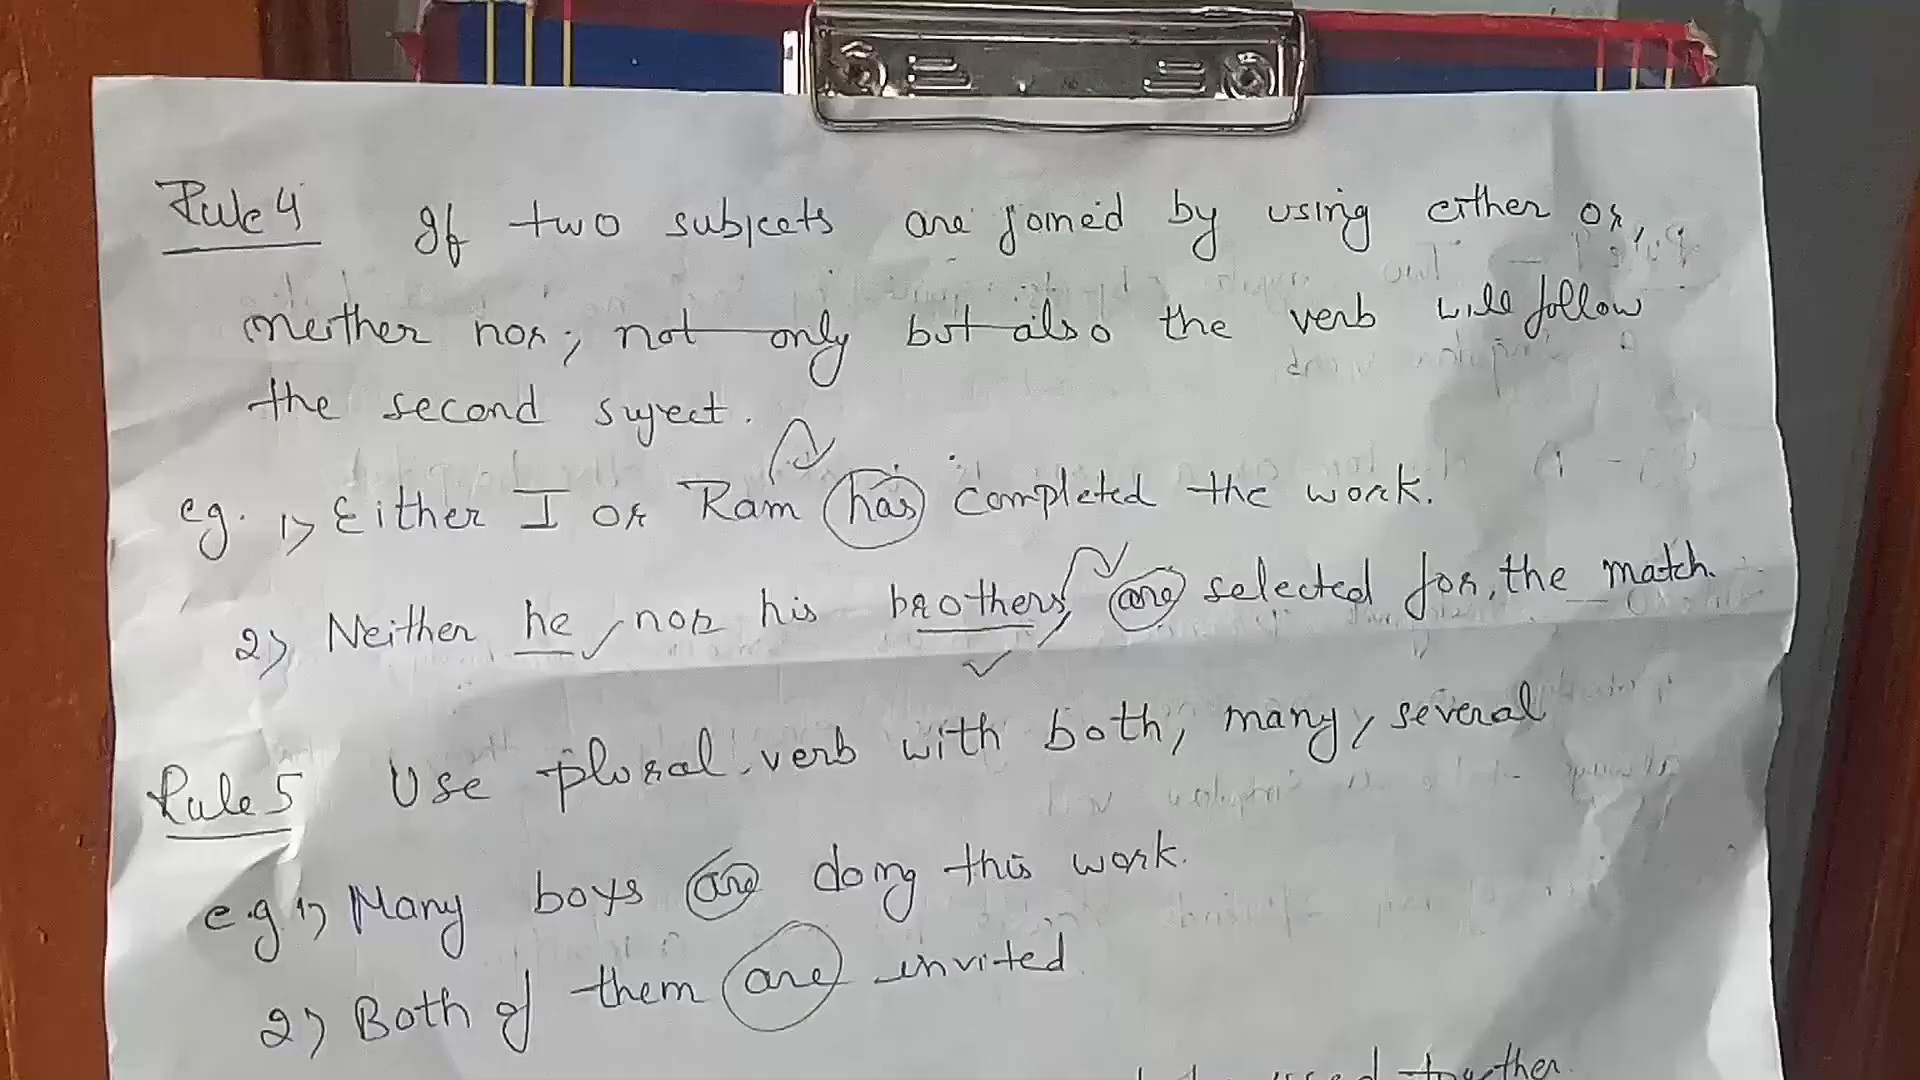 Rule 4 If two subjects are joined by using either or,
neither nor, not only but also the verb will follow
the second suject.
eg. 1) Either I or Ram has completed the work.
2) Neither he nor his brothers are selected for the match.
Rule 5 Use plural verb with both, many, several
e.g 1) Many boys are doing this work.
2) Both of them are invited
used together.